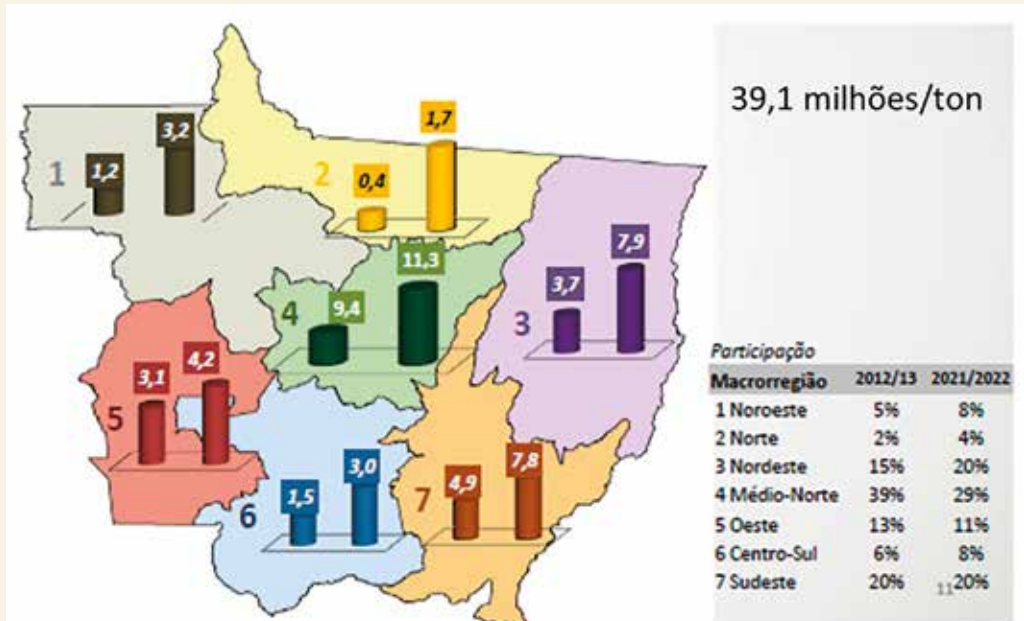 39,1 milhões/ton
1
1,2
3,2
2
0,4
1,7
3
3,7
7,9
4
9,4
11,3
5
3,1
4,2
6
1,5
3,0
7
4,9
7,8
Participação
Macrorregião 2012/13 2021/2022
1 Noroeste 5% 8%
2 Norte 2% 4%
3 Nordeste 15% 20%
4 Médio-Norte 39% 29%
5 Oeste 13% 11%
6 Centro-Sul 6% 8%
7 Sudeste 20% 20%
11